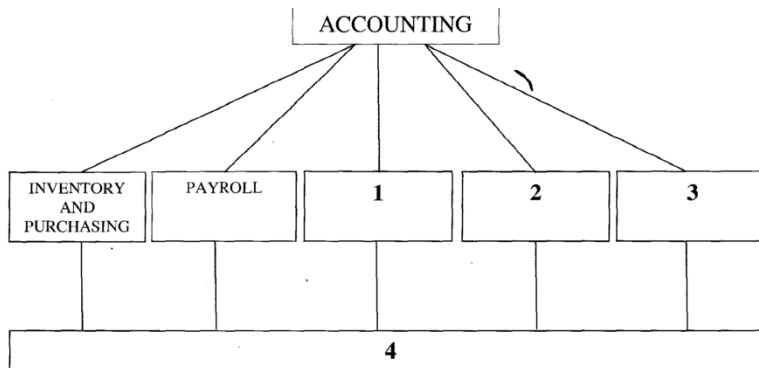 ACCOUNTING
INVENTORY
AND
PURCHASING
PAYROLL
1
2
3
4